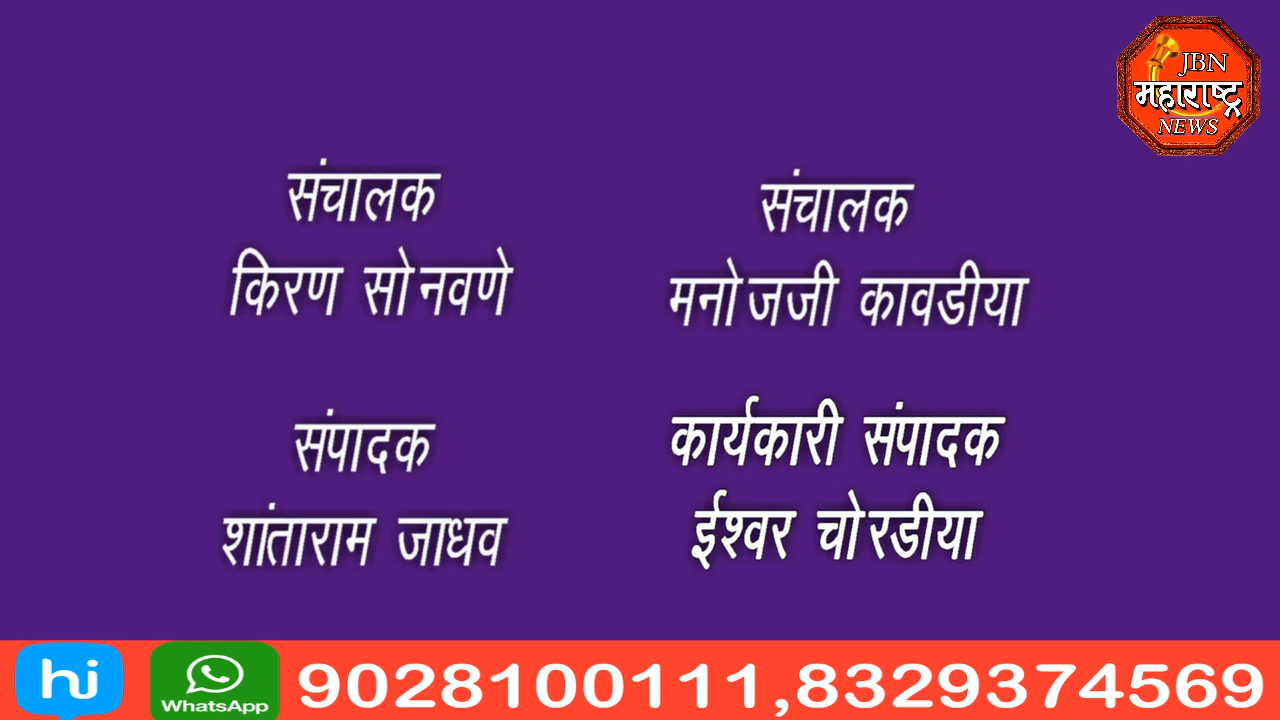 JBN
महाराष्ट्र
NEWS
संचालक
किरण सोनवणे
संचालक
मनोजजी कावडीया
संपादक
शांताराम जाधव
कार्यकारी संपादक
ईश्वर चोरडीया
hi
WhatsApp
9028100111,8329374569